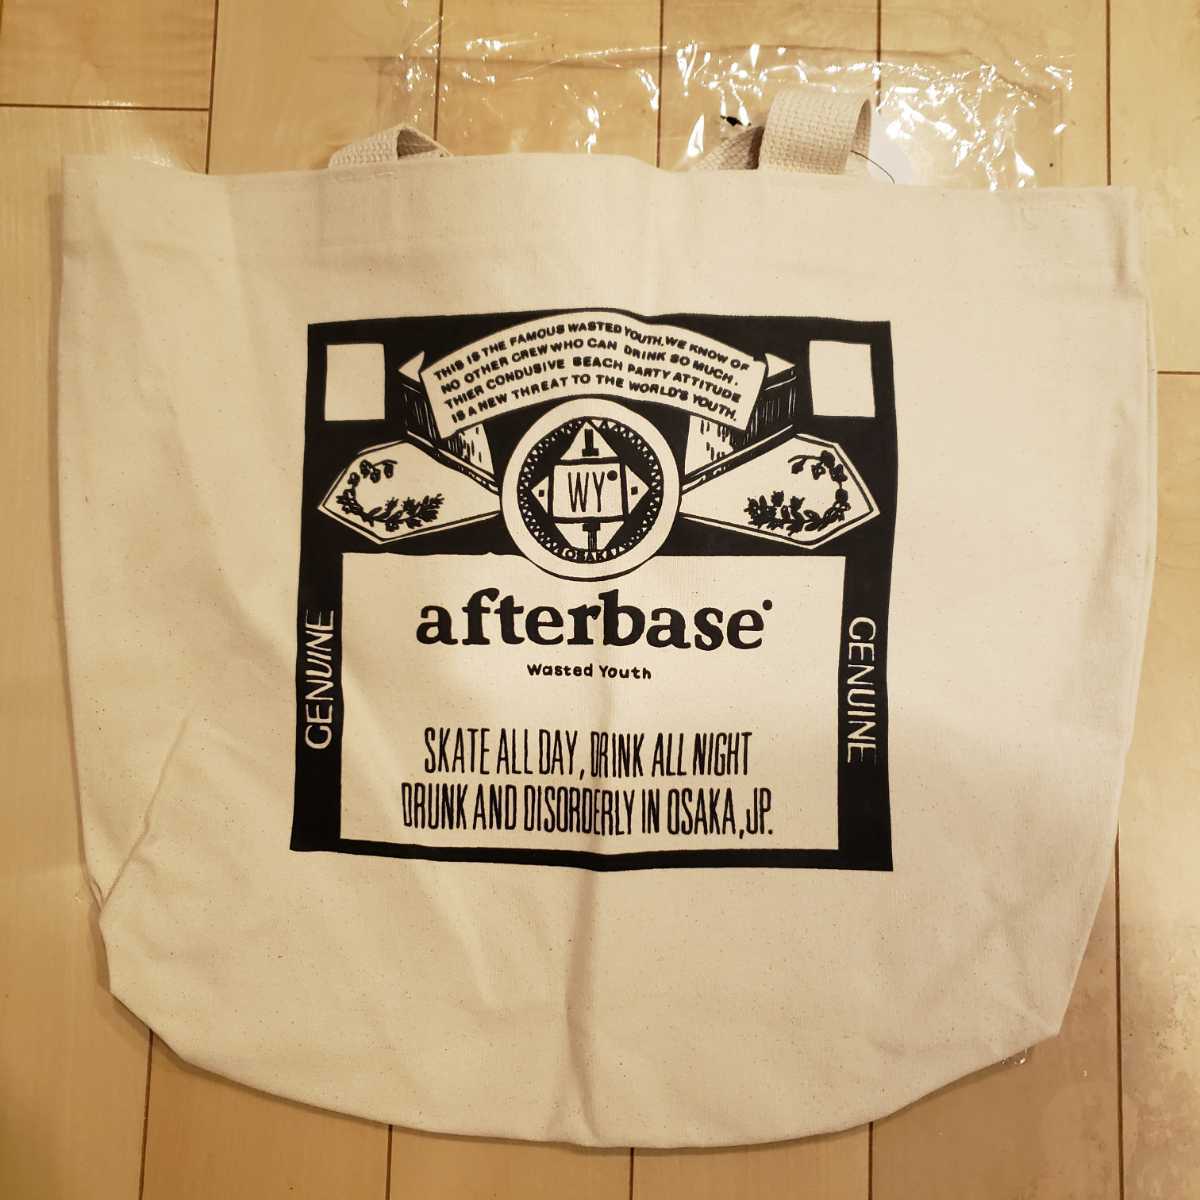 THIS IS THE FAMOUS WASTED YOUTH. WE KNOW OF
NO OTHER CREW WHO CAN DRINK SO MUCH.
THIER CONDUSIVE BEACH PARTY ATTITUDE
IS A NEW THREAT TO THE WORLD'S YOUTH.
WY
OSAKA
afterbase
Wasted Youth
GENUINE
GENUINE
SKATE ALL DAY, DRINK ALL NIGHT
DRUNK AND DISORDERLY IN OSAKA, JP.